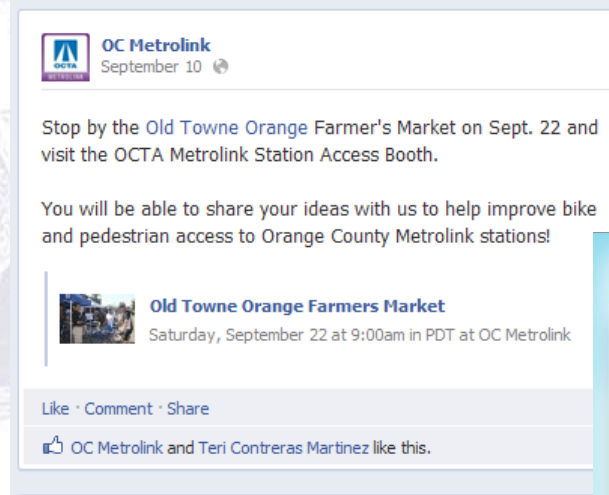 OC Metrolink
September 10
OCTA
METROLINK
Stop by the Old Towne Orange Farmer's Market on Sept. 22 and
visit the OCTA Metrolink Station Access Booth.
You will be able to share your ideas with us to help improve bike
and pedestrian access to Orange County Metrolink stations!
Old Towne Orange Farmers Market
Saturday, September 22 at 9:00am in PDT at OC Metrolink
Like · Comment · Share
OC Metrolink and Teri Contreras Martinez like this.